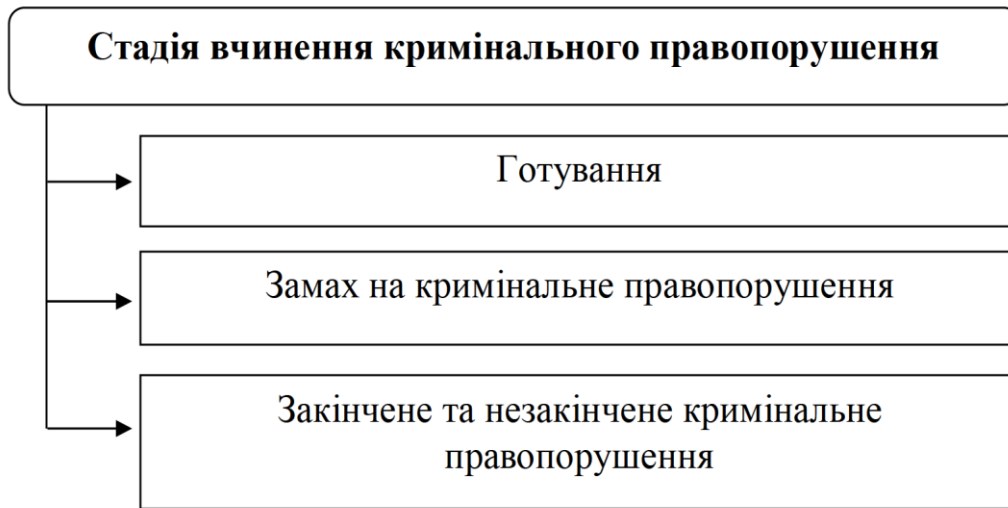 Стадія вчинення кримінального правопорушення
Готування
Замах на кримінальне правопорушення
Закінчене та незакінчене кримінальне
правопорушення